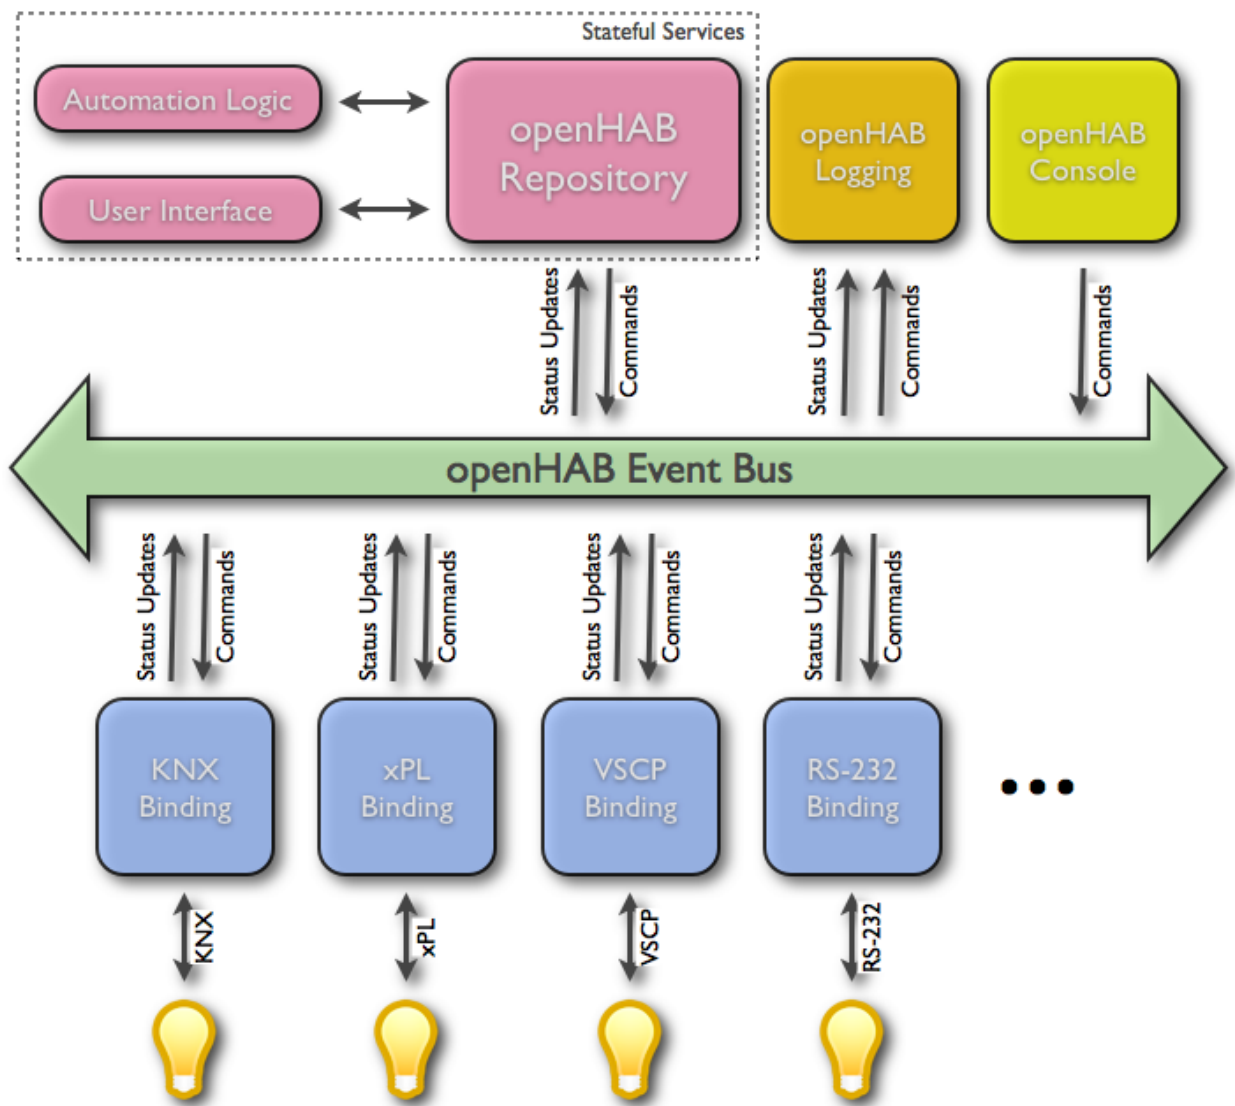 Stateful Services
Automation Logic
User Interface
openHAB
Repository
openHAB
Logging
openHAB
Console
Status Updates
Commands
Status Updates
Commands
Commands
openHAB Event Bus
Status Updates
Commands
Status Updates
Commands
Status Updates
Commands
Status Updates
Commands
KNX
Binding
xPL
Binding
VSCP
Binding
RS-232
Binding
KNX
xPL
VSCP
RS-232